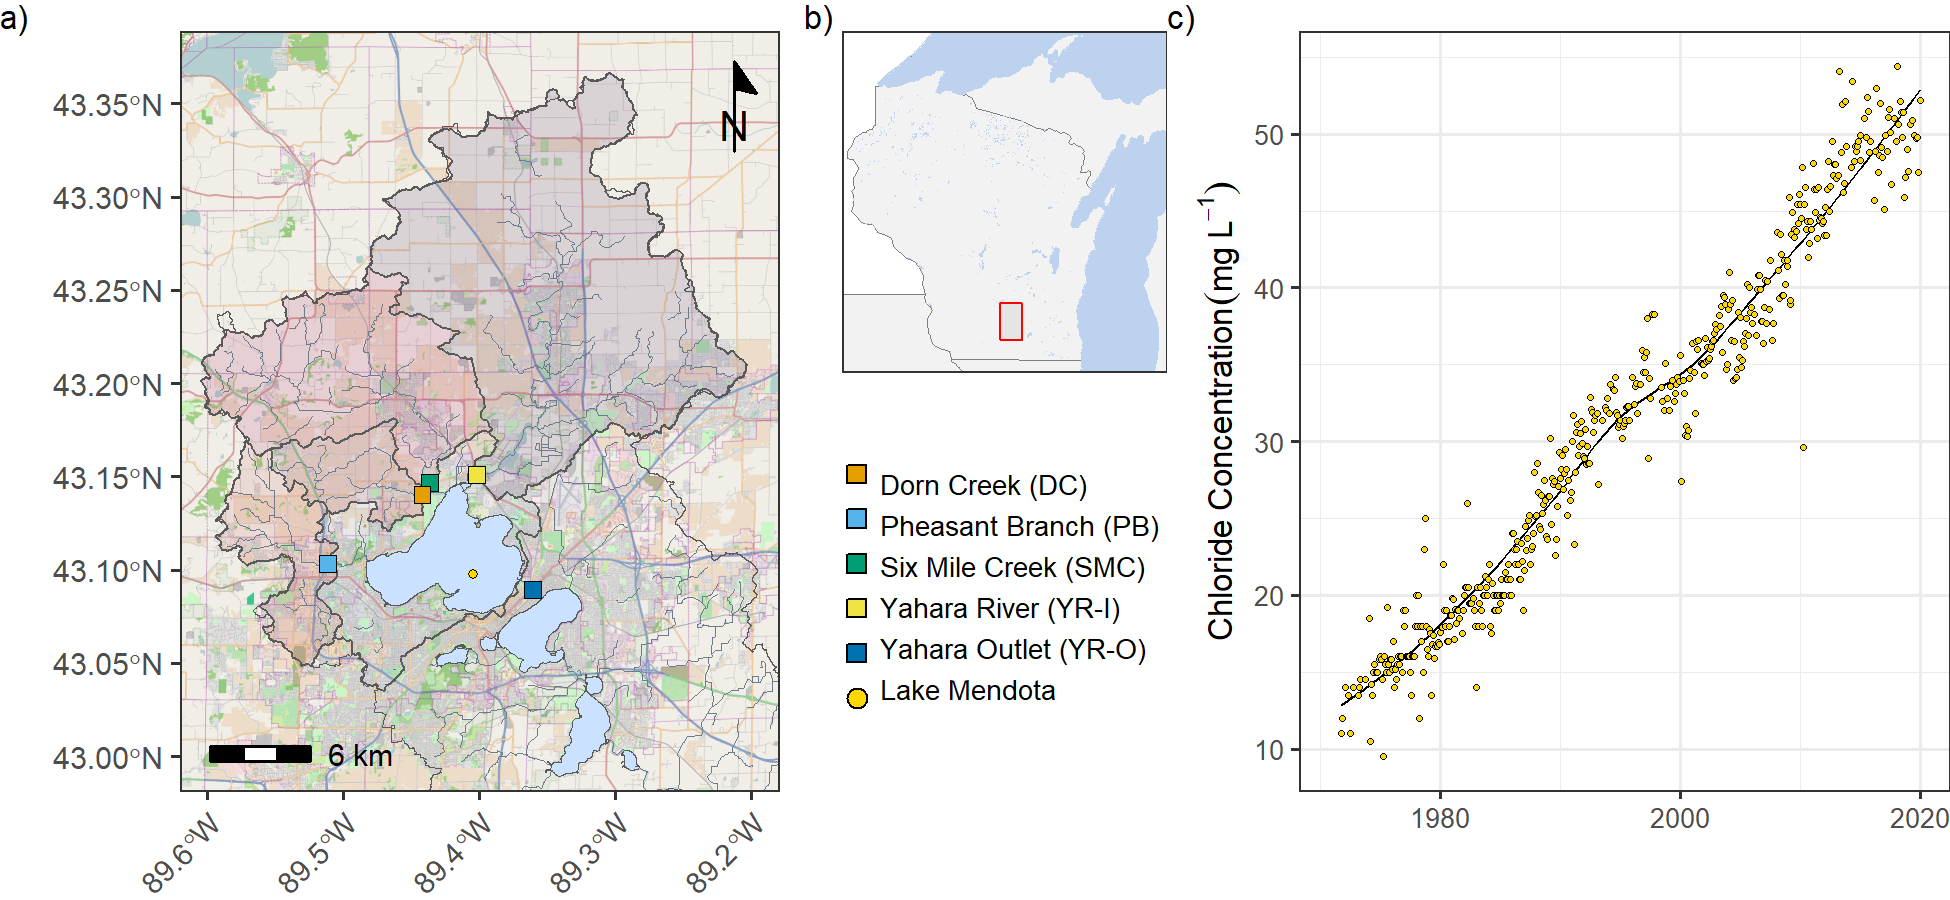 a)
43.35°N
43.30°N
43.25°N
43.20°N
43.15°N
43.10°N
43.05°N
43.00°N
89.6°W
89.5°W
89.4°W
89.3°W
89.2°W
N
6 km
b)
Dorn Creek (DC)
Pheasant Branch (PB)
Six Mile Creek (SMC)
Yahara River (YR-I)
Yahara Outlet (YR-O)
Lake Mendota
c)
Chloride Concentration(mg L⁻¹)
50
40
30
20
10
1980
2000
2020